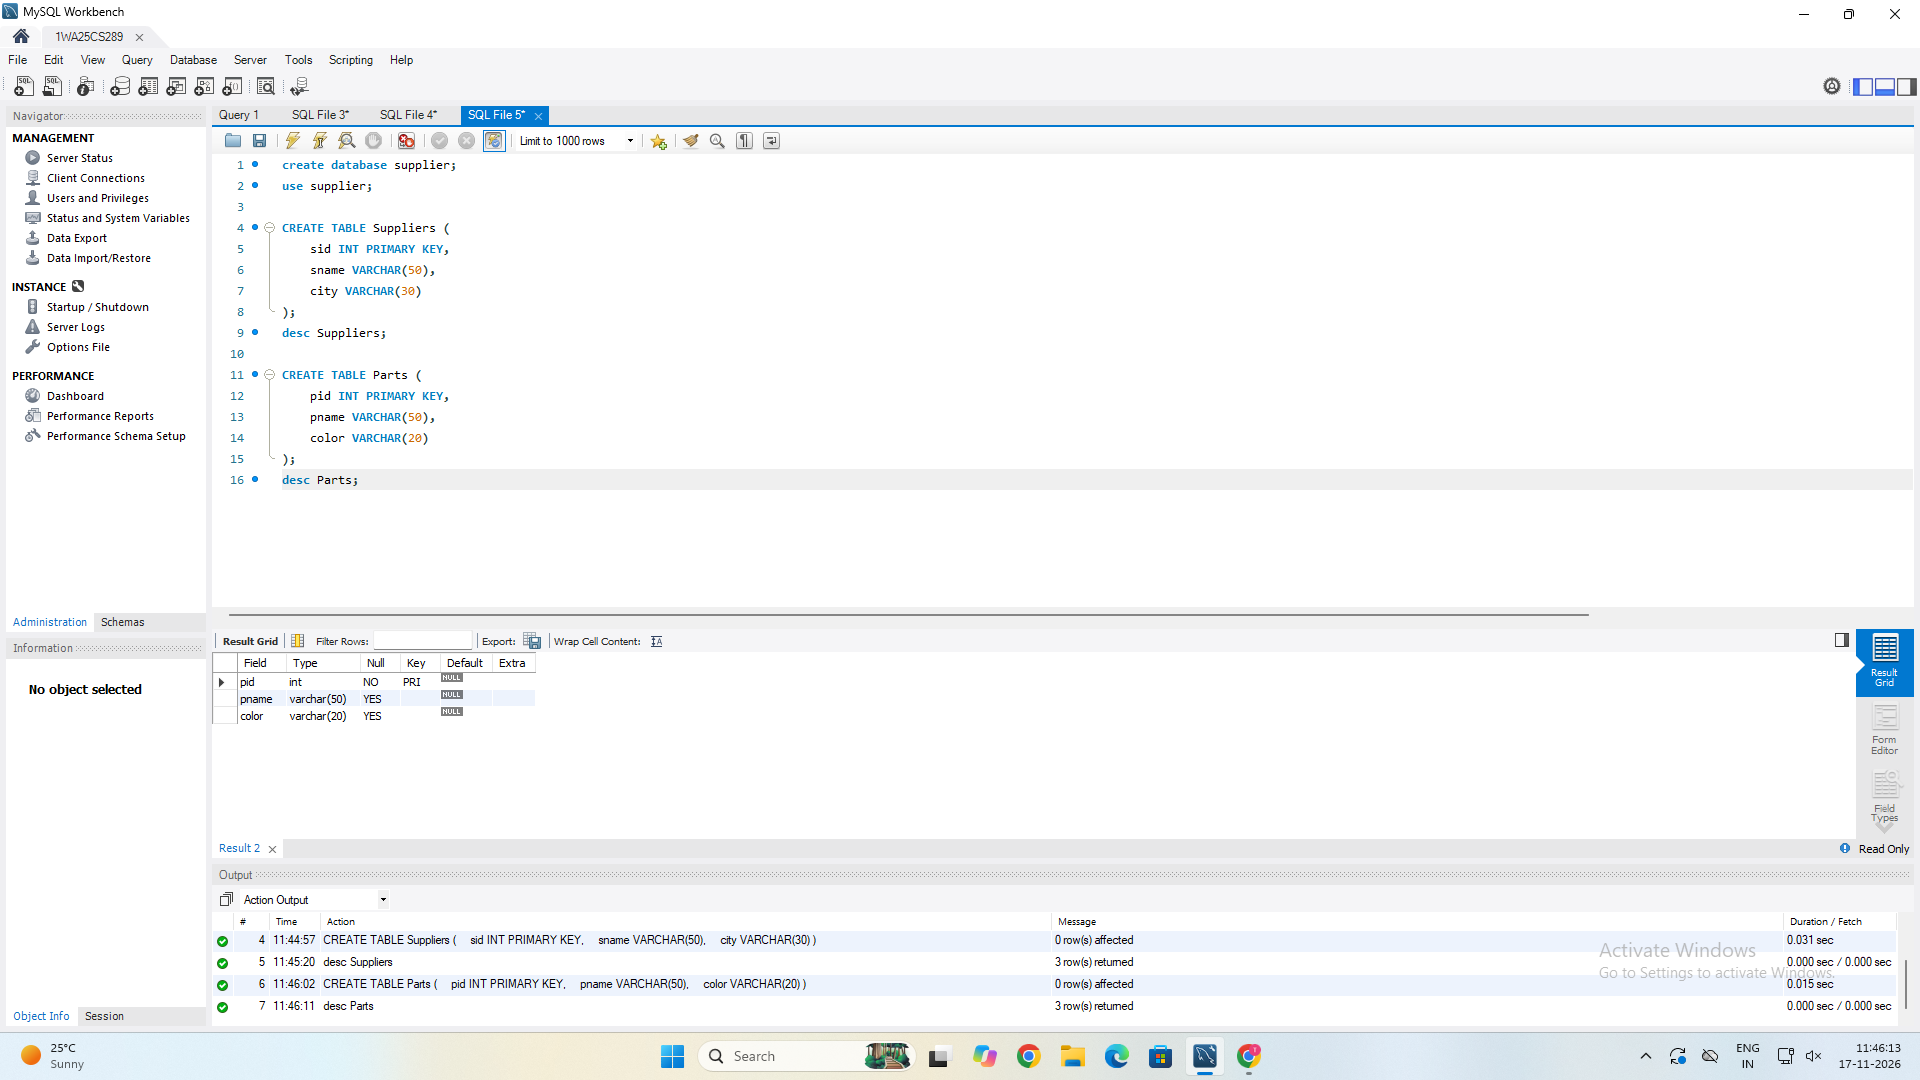 MySQL Workbench
1WA25CS289
File Edit View Query Database Server Tools Scripting Help
Navigator
MANAGEMENT
Server Status
Client Connections
Users and Privileges
Status and System Variables
Data Export
Data Import/Restore
INSTANCE
Startup / Shutdown
Server Logs
Options File
PERFORMANCE
Dashboard
Performance Reports
Performance Schema Setup
Administration Schemas
Information
No object selected
Object Info Session
Query 1 SQL File 3* SQL File 4* SQL File 5*
Limit to 1000 rows
1 create database supplier;
2 use supplier;
3
4 CREATE TABLE Suppliers (
5 sid INT PRIMARY KEY,
6 sname VARCHAR(50),
7 city VARCHAR(30)
8 );
9 desc Suppliers;
10
11 CREATE TABLE Parts (
12 pid INT PRIMARY KEY,
13 pname VARCHAR(50),
14 color VARCHAR(20)
15 );
16 desc Parts;
Result Grid Filter Rows: Export: Wrap Cell Content:
Field Type Null Key Default Extra
pid int NO PRI NULL
pname varchar(50) YES NULL
color varchar(20) YES NULL
Result Grid
Form Editor
Field Types
Result 2
Read Only
Output
Action Output
# Time Action Message Duration / Fetch
4 11:44:57 CREATE TABLE Suppliers ( sid INT PRIMARY KEY, sname VARCHAR(50), city VARCHAR(30) ) 0 row(s) affected 0.031 sec
5 11:45:20 desc Suppliers 3 row(s) returned 0.000 sec / 0.000 sec
6 11:46:02 CREATE TABLE Parts ( pid INT PRIMARY KEY, pname VARCHAR(50), color VARCHAR(20) ) 0 row(s) affected 0.015 sec
7 11:46:11 desc Parts 3 row(s) returned 0.000 sec / 0.000 sec
Activate Windows
Go to Settings to activate Windows.
25°C
Sunny
Search
ENG
IN
11:46:13
17-11-2026